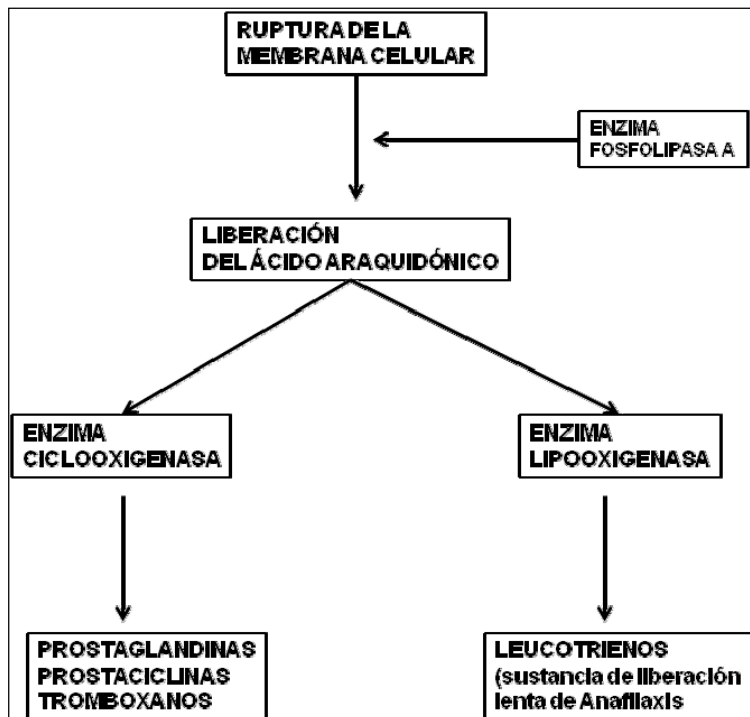 RUPTURA DE LA
MEMBRANA CELULAR
ENZIMA
FOSFOLIPASA A
LIBERACIÓN
DEL ÁCIDO ARAQUIDÓNICO
ENZIMA
CICLOOXIGENASA
ENZIMA
LIPOOXIGENASA
PROSTAGLANDINAS
PROSTACICLINAS
TROMBOXANOS
LEUCOTRIENOS
(sustancia de liberación
lenta de Anafilaxis